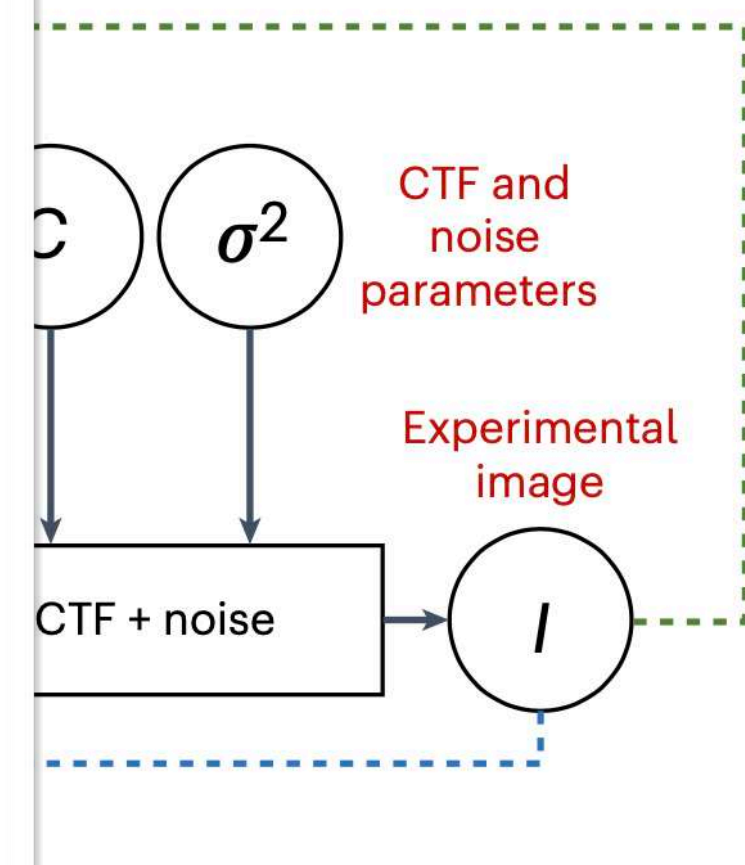 C
σ²
CTF and
noise
parameters
Experimental
image
CTF + noise
I